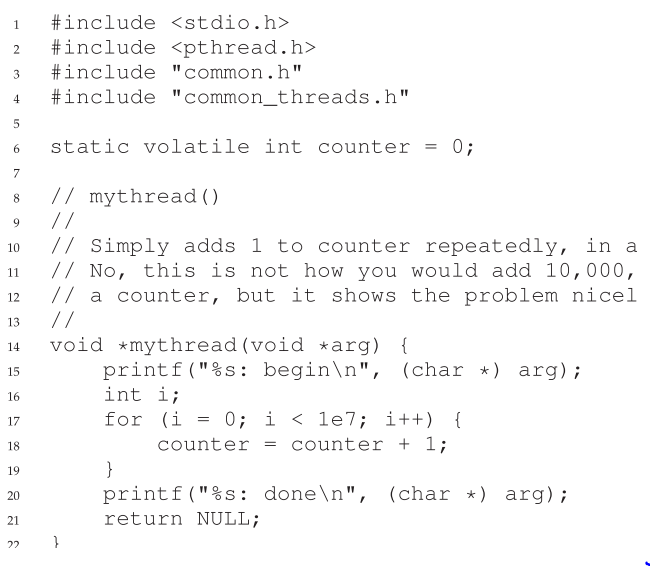 1 #include <stdio.h>
2 #include <pthread.h>
3 #include "common.h"
4 #include "common_threads.h"
5
6 static volatile int counter = 0;
7
8 // mythread()
9 //
10 // Simply adds 1 to counter repeatedly, in a
11 // No, this is not how you would add 10,000,
12 // a counter, but it shows the problem nicel
13 //
14 void *mythread(void *arg) {
15 printf("%s: begin\n", (char *) arg);
16 int i;
17 for (i = 0; i < 1e7; i++) {
18 counter = counter + 1;
19 }
20 printf("%s: done\n", (char *) arg);
21 return NULL;
22 }